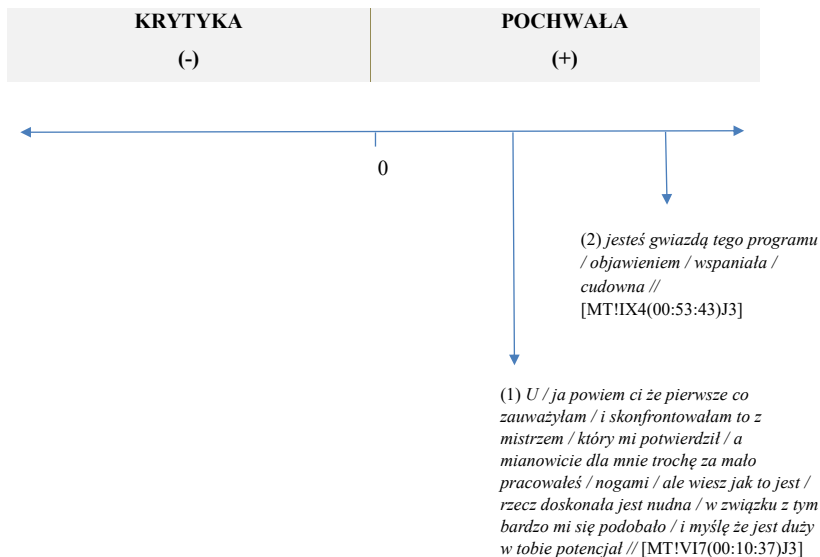 KRYTYKA
(-)
POCHWAŁA
(+)
0
(2) jesteś gwiazdą tego programu
/ objawieniem / wspaniała /
cudowna //
[MT!IX4(00:53:43)J3]
(1) U / ja powiem ci że pierwsze co
zauważyłam / i skonfrontowałam to z
mistrzem / który mi potwierdził / a
mianowicie dla mnie trochę za mało
pracowałeś / nogami / ale wiesz jak to jest /
rzecz doskonała jest nudna / w związku z tym
bardzo mi się podobało / i myślę że jest duży
w tobie potencjał // [MT!VI7(00:10:37)J3]